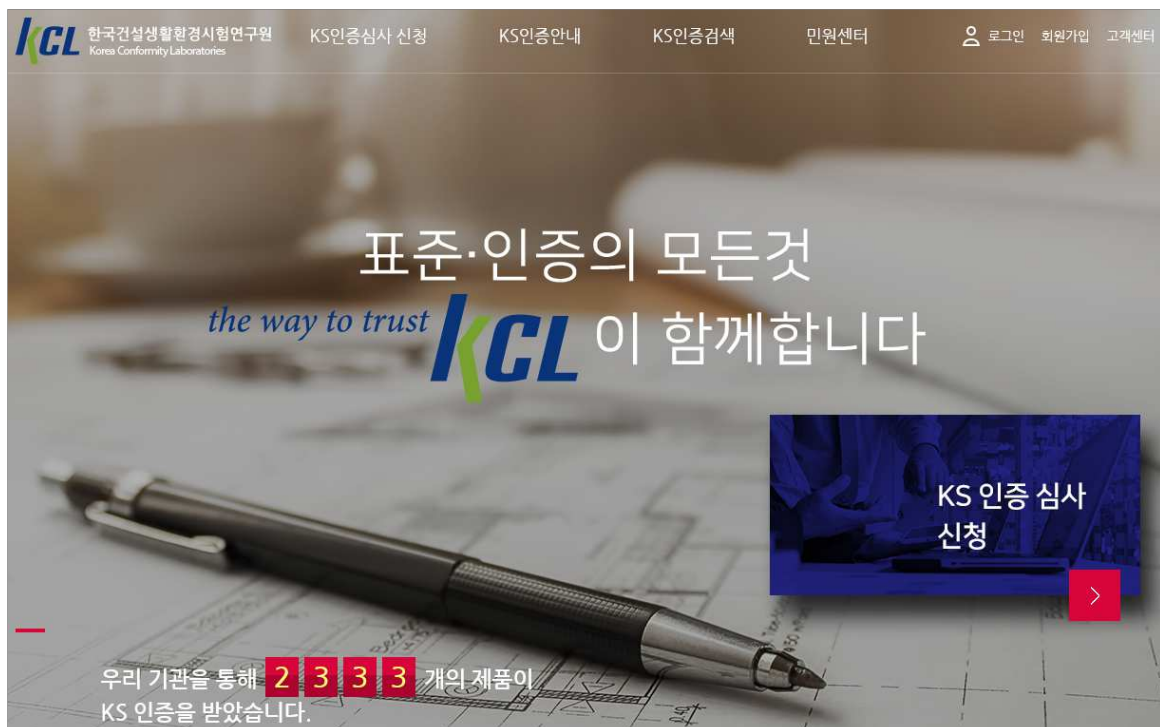 KCL 한국건설생활환경시험연구원
Korea Conformity Laboratories
KS인증심사 신청
KS인증안내
KS인증검색
민원센터
로그인 회원가입 고객센터
표준·인증의 모든것
the way to trust KCL이 함께합니다
KS 인증 심사
신청
우리 기관을 통해 2 3 3 3 개의 제품이
KS 인증을 받았습니다.